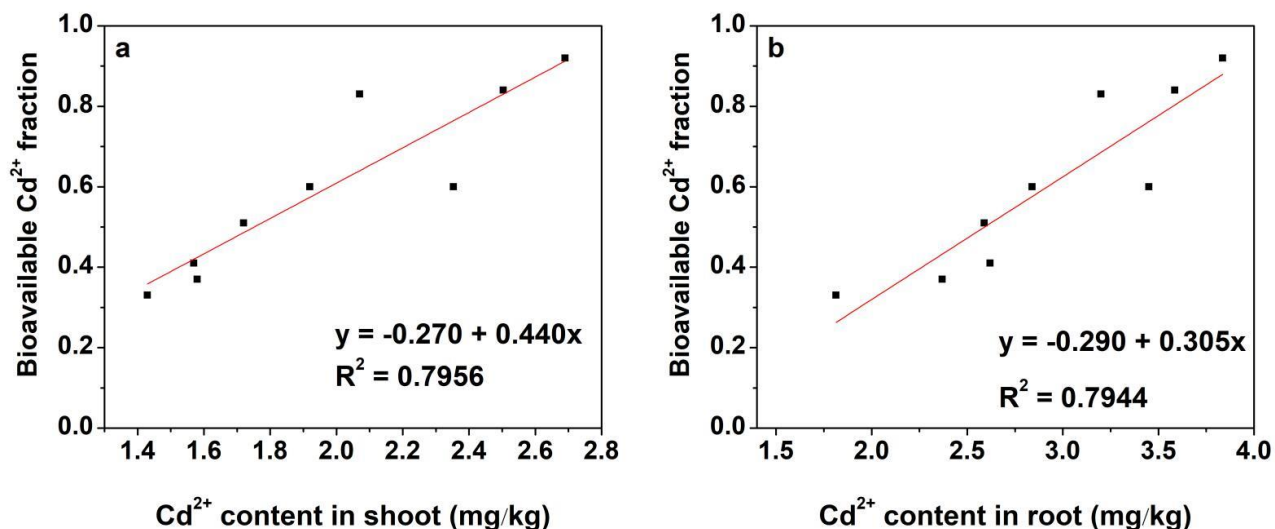 a
Bioavailable Cd²⁺ fraction
1.0
0.8
0.6
0.4
0.2
0.0
y = -0.270 + 0.440x
R² = 0.7956
1.4 1.6 1.8 2.0 2.2 2.4 2.6 2.8
Cd²⁺ content in shoot (mg/kg)
b
Bioavailable Cd²⁺ fraction
1.0
0.8
0.6
0.4
0.2
0.0
y = -0.290 + 0.305x
R² = 0.7944
1.5 2.0 2.5 3.0 3.5 4.0
Cd²⁺ content in root (mg/kg)